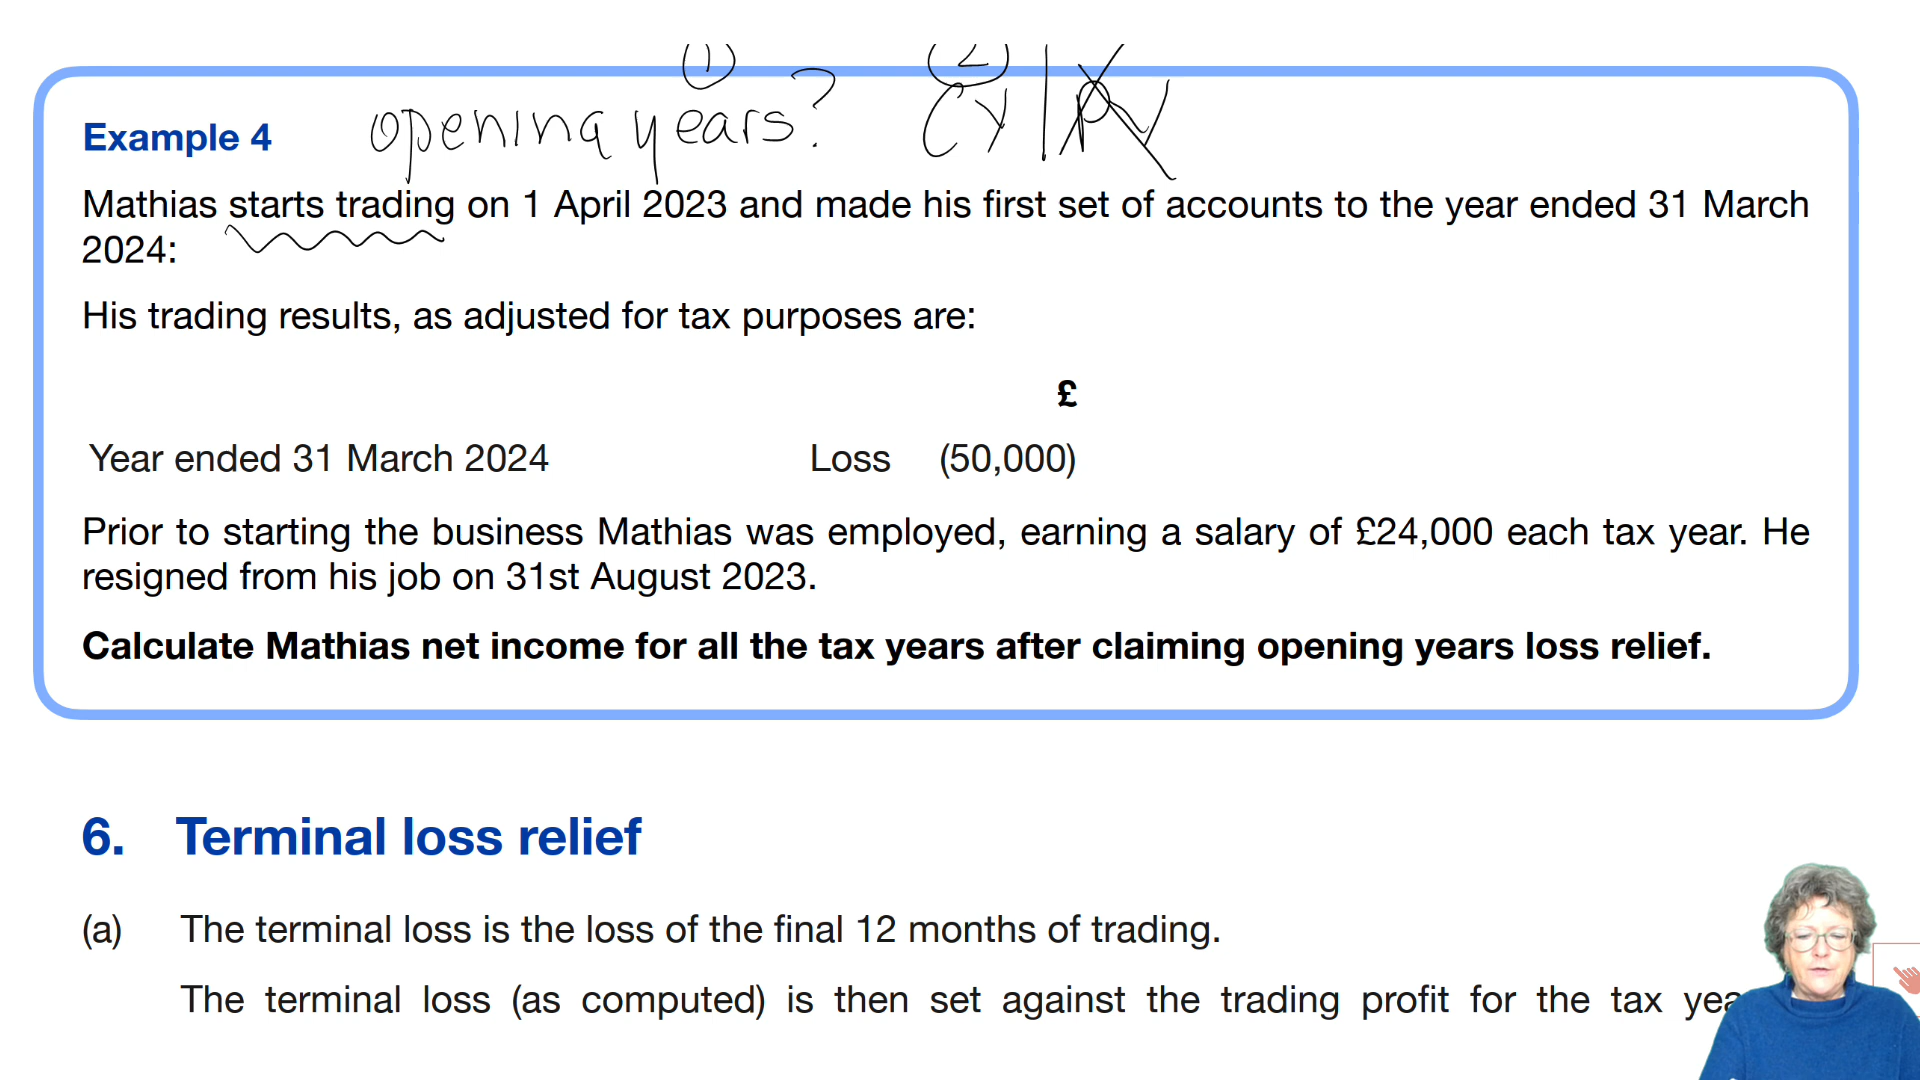 ① ②
opening years? CY | PY
Example 4
Mathias starts trading on 1 April 2023 and made his first set of accounts to the year ended 31 March
2024:
His trading results, as adjusted for tax purposes are:
£
Year ended 31 March 2024 Loss (50,000)
Prior to starting the business Mathias was employed, earning a salary of £24,000 each tax year. He
resigned from his job on 31st August 2023.
Calculate Mathias net income for all the tax years after claiming opening years loss relief.
6. Terminal loss relief
(a) The terminal loss is the loss of the final 12 months of trading.
The terminal loss (as computed) is then set against the trading profit for the tax